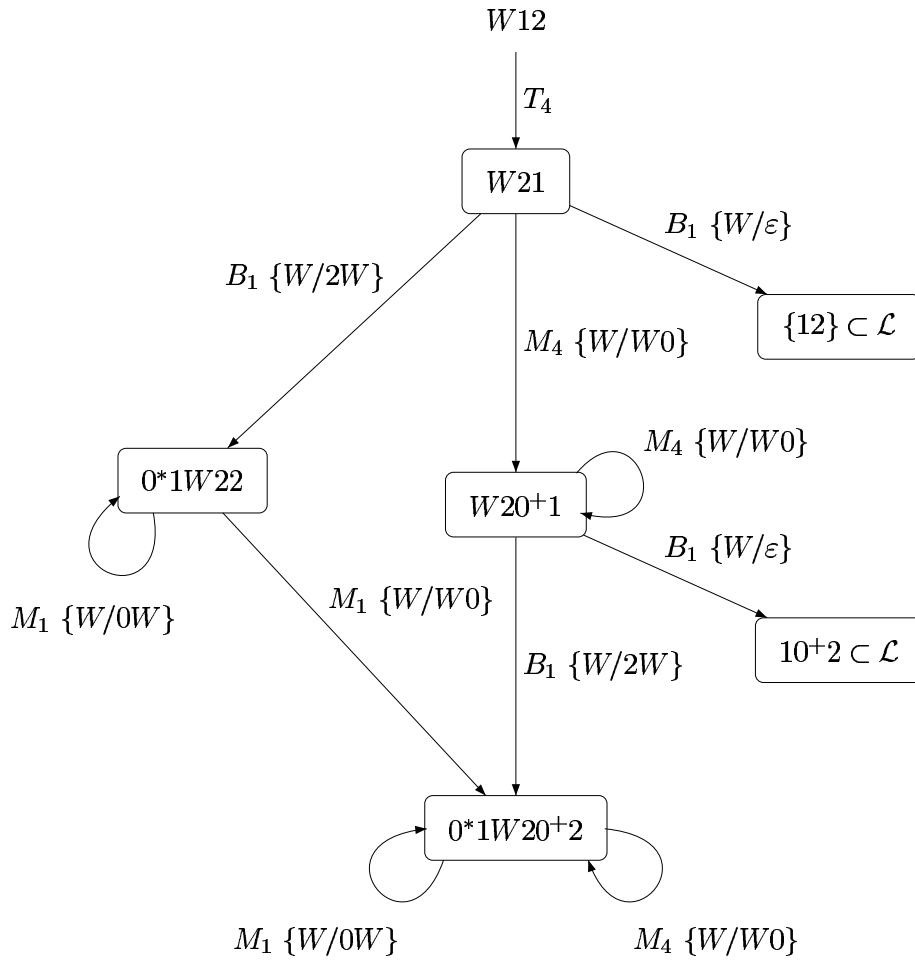 W12
T₄
W21
B₁ {W/ε}
B₁ {W/2W}
{12} ⊂ ℒ
M₄ {W/W0}
M₄ {W/W0}
0*1W22
W20⁺1
B₁ {W/ε}
M₁ {W/W0}
M₁ {W/0W}
10⁺2 ⊂ ℒ
B₁ {W/2W}
0*1W20⁺2
M₁ {W/0W}
M₄ {W/W0}